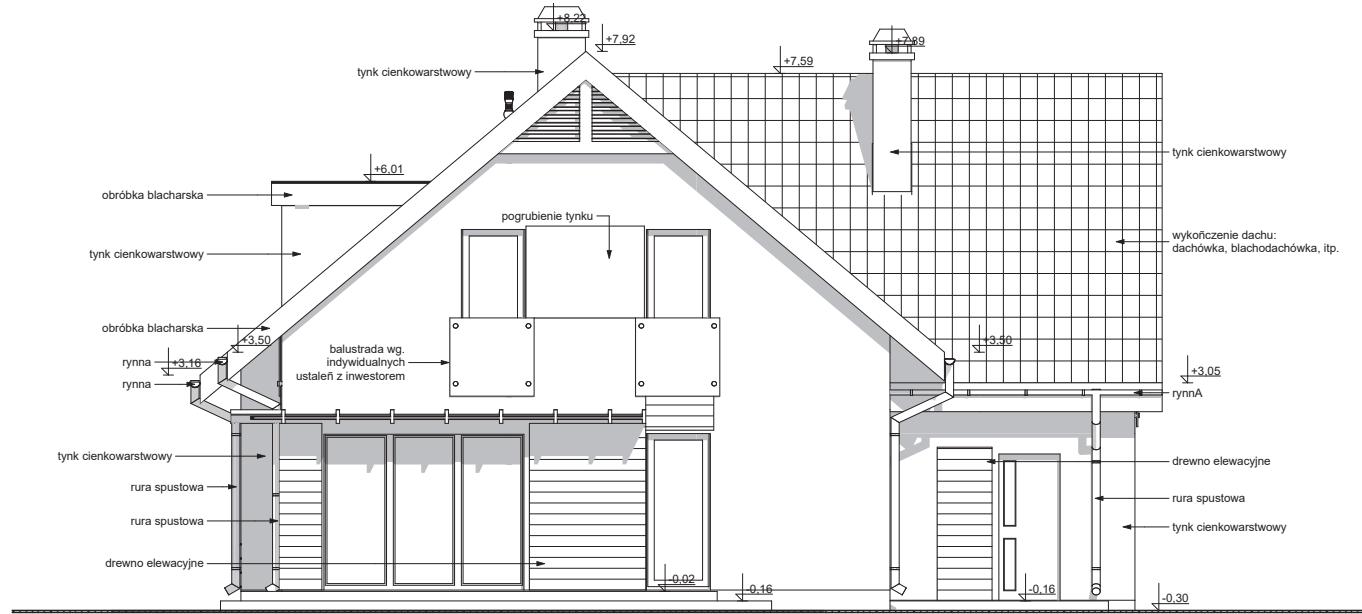 +8,22
+7,92
+7,89
+7,59
tynk cienkowarstwowy
tynk cienkowarstwowy
+6,01
obróbka blacharska
pogrubienie tynku
wykończenie dachu:
dachówka, blachodachówka, itp.
tynk cienkowarstwowy
obróbka blacharska
+3,50
+3,50
balustrada wg.
indywidualnych
ustaleń z inwestorem
rynna
+3,16
+3,05
rynna
rynnA
tynk cienkowarstwowy
drewno elewacyjne
rura spustowa
rura spustowa
rura spustowa
tynk cienkowarstwowy
drewno elewacyjne
-0,02
-0,16
-0,16
-0,30